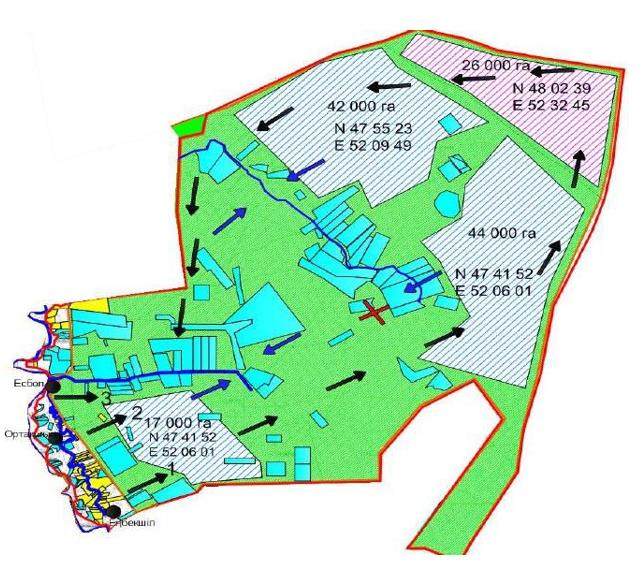 26 000 га
N 48 02 39
E 52 32 45
42 000 га
N 47 55 23
E 52 09 49
44 000 га
N 47 41 52
E 52 06 01
Есбол
3
2
17 000 га
N 47 41 52
E 52 06 01
1
Еңбекшіл